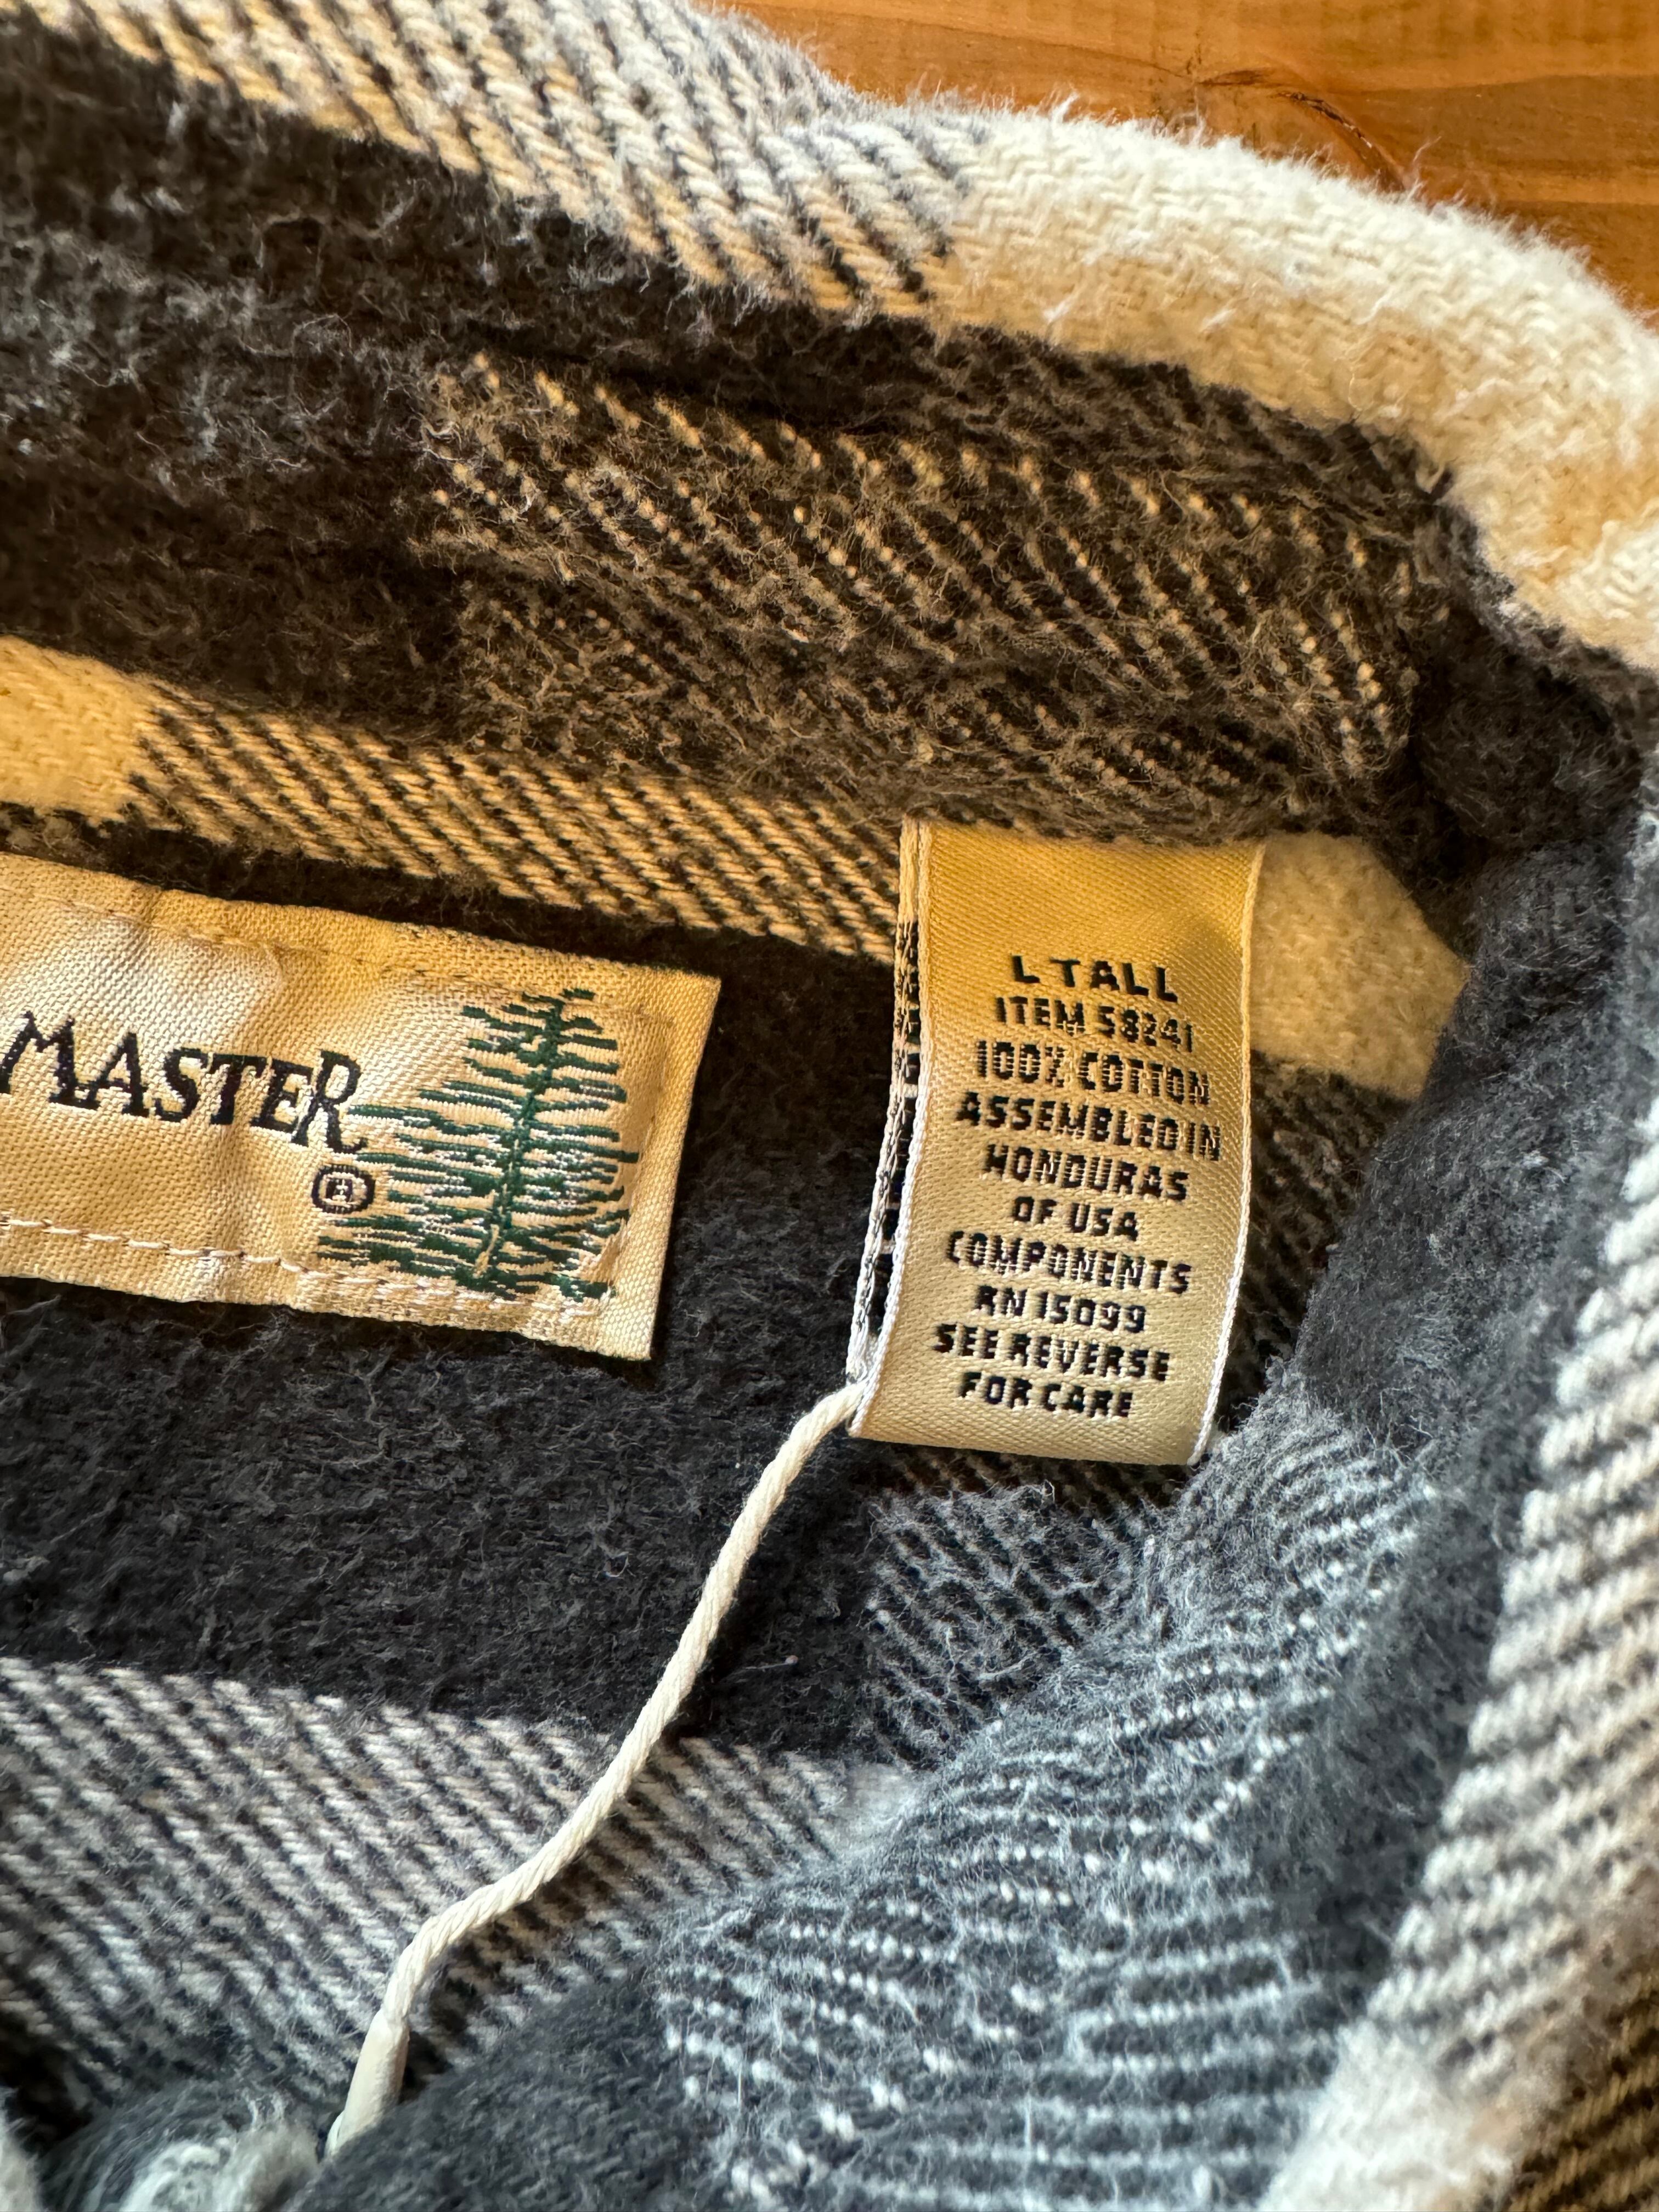 MASTER
®
L TALL
ITEM 58241
100% COTTON
ASSEMBLED IN
HONDURAS
OF USA
COMPONENTS
RN 15099
SEE REVERSE
FOR CARE